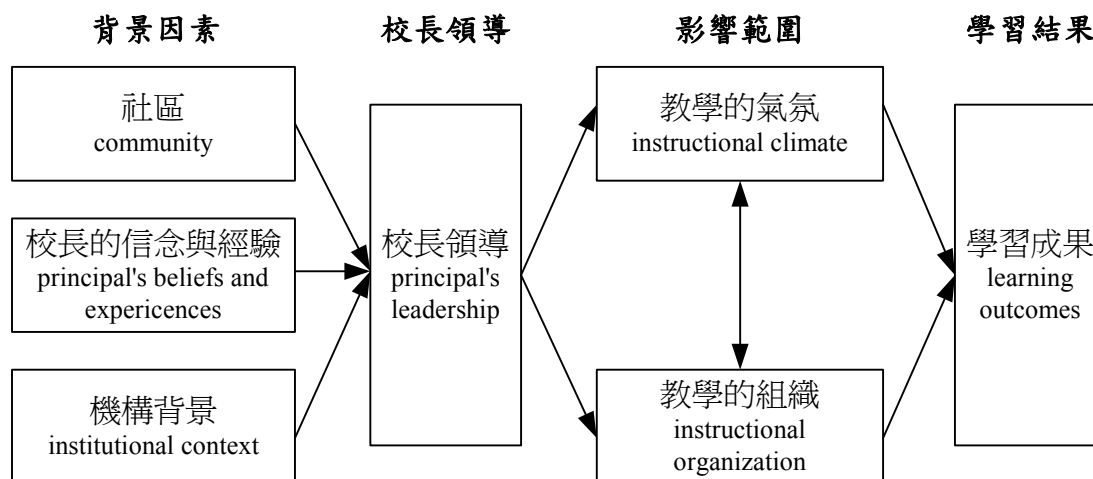 背景因素
校長領導
影響範圍
學習結果
社區
community
校長的信念與經驗
principal's beliefs and
expericences
機構背景
institutional context
校長領導
principal's
leadership
教學的氣氛
instructional climate
教學的組織
instructional
organization
學習成果
learning
outcomes